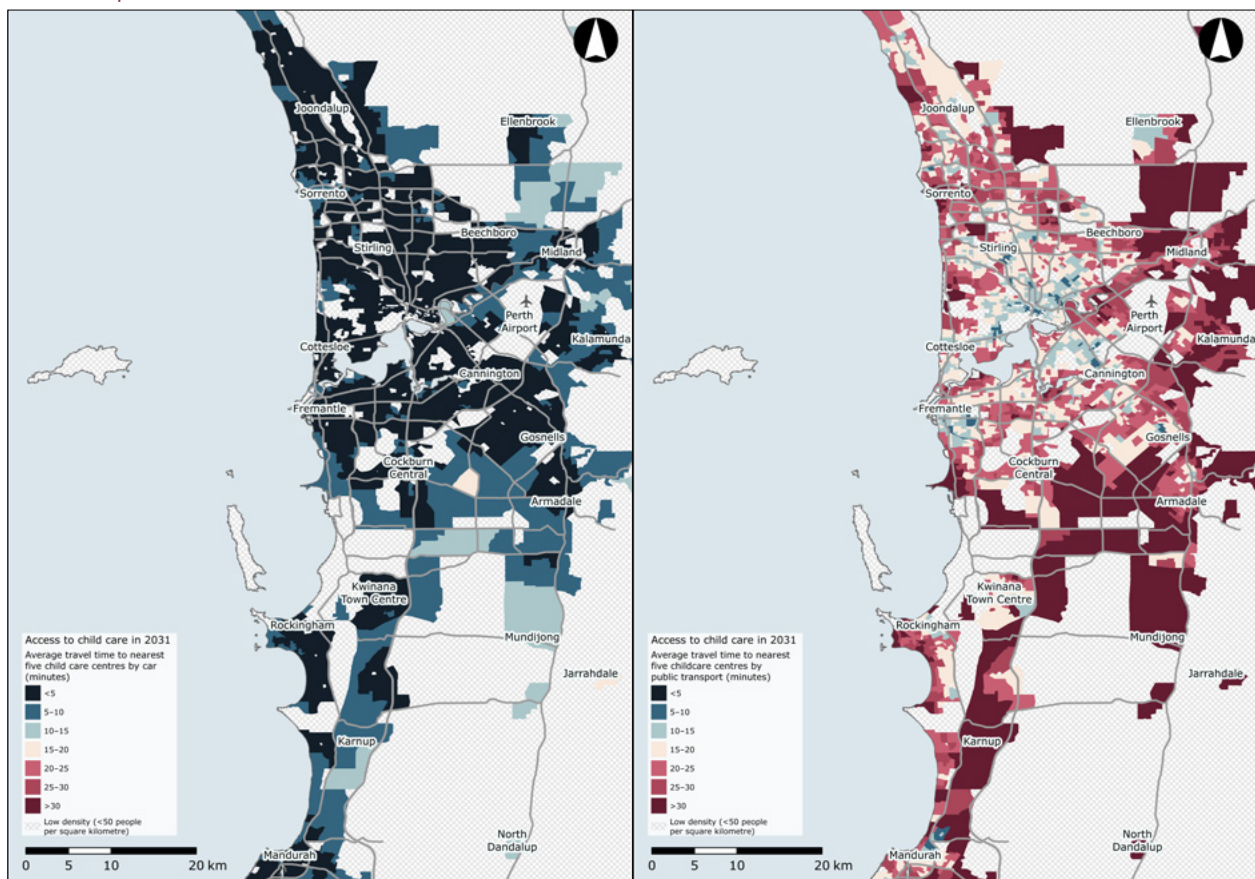 Joondalup
Ellenbrook
Sorrento
Beechboro
Stirling
Midland
Perth
Airport
Cottesloe
Kalamunda
Cannington
Fremantle
Gosnells
Cockburn
Central
Armadale
Kwinana
Town Centre
Rockingham
Mundijong
Jarrahdale
Karnup
North
Dandalup
Mandurah
Access to child care in 2031
Average travel time to nearest
five child care centres by car
(minutes)
<5
5–10
10–15
15–20
20–25
25–30
>30
Low density (<50 people
per square kilometre)
0 5 10 20 km
Joondalup
Ellenbrook
Sorrento
Beechboro
Stirling
Midland
Perth
Airport
Cottesloe
Kalamunda
Cannington
Fremantle
Gosnells
Cockburn
Central
Armadale
Kwinana
Town Centre
Rockingham
Mundijong
Jarrahdale
Karnup
North
Dandalup
Mandurah
Access to child care in 2031
Average travel time to nearest
five childcare centres by
public transport (minutes)
<5
5–10
10–15
15–20
20–25
25–30
>30
Low density (<50 people
per square kilometre)
0 5 10 20 km